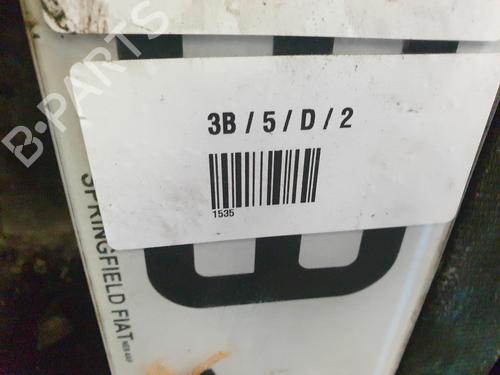 B-PARTS
3B / 5 / D / 2
1535
SPRINGFIELD FIAT